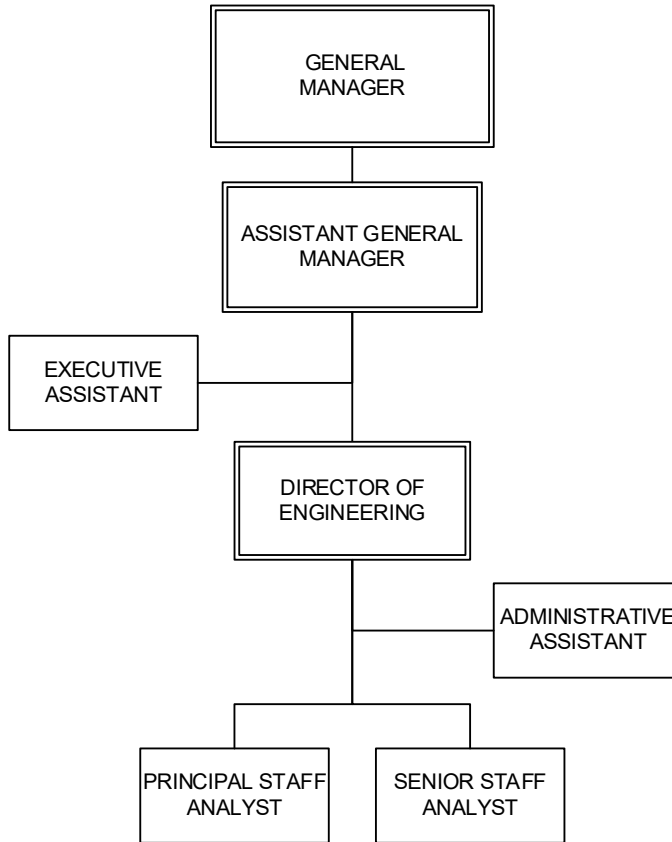 GENERAL
MANAGER
ASSISTANT GENERAL
MANAGER
EXECUTIVE
ASSISTANT
DIRECTOR OF
ENGINEERING
ADMINISTRATIVE
ASSISTANT
PRINCIPAL STAFF
ANALYST
SENIOR STAFF
ANALYST